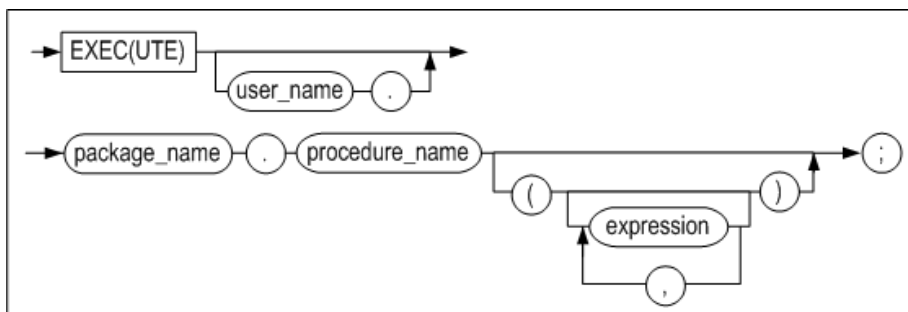 EXEC(UTE)
user_name .
package_name . procedure_name ;
( )
expression
,